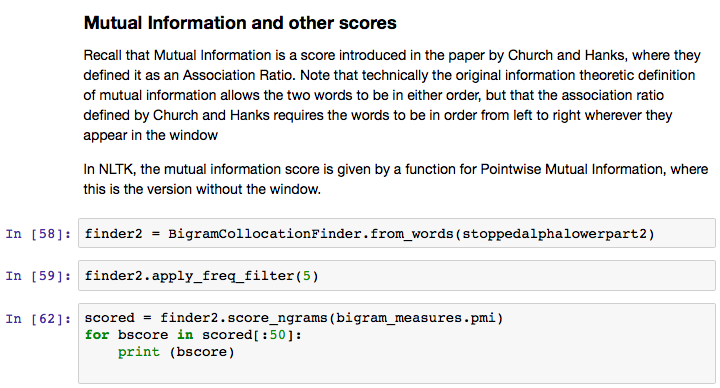 Mutual Information and other scores
Recall that Mutual Information is a score introduced in the paper by Church and Hanks, where they
defined it as an Association Ratio. Note that technically the original information theoretic definition
of mutual information allows the two words to be in either order, but that the association ratio
defined by Church and Hanks requires the words to be in order from left to right wherever they
appear in the window
In NLTK, the mutual information score is given by a function for Pointwise Mutual Information, where
this is the version without the window.
In [58]: finder2 = BigramCollocationFinder.from_words(stoppedalphalowerpart2)
In [59]: finder2.apply_freq_filter(5)
In [62]: scored = finder2.score_ngrams(bigram_measures.pmi)
for bscore in scored[:50]:
    print (bscore)